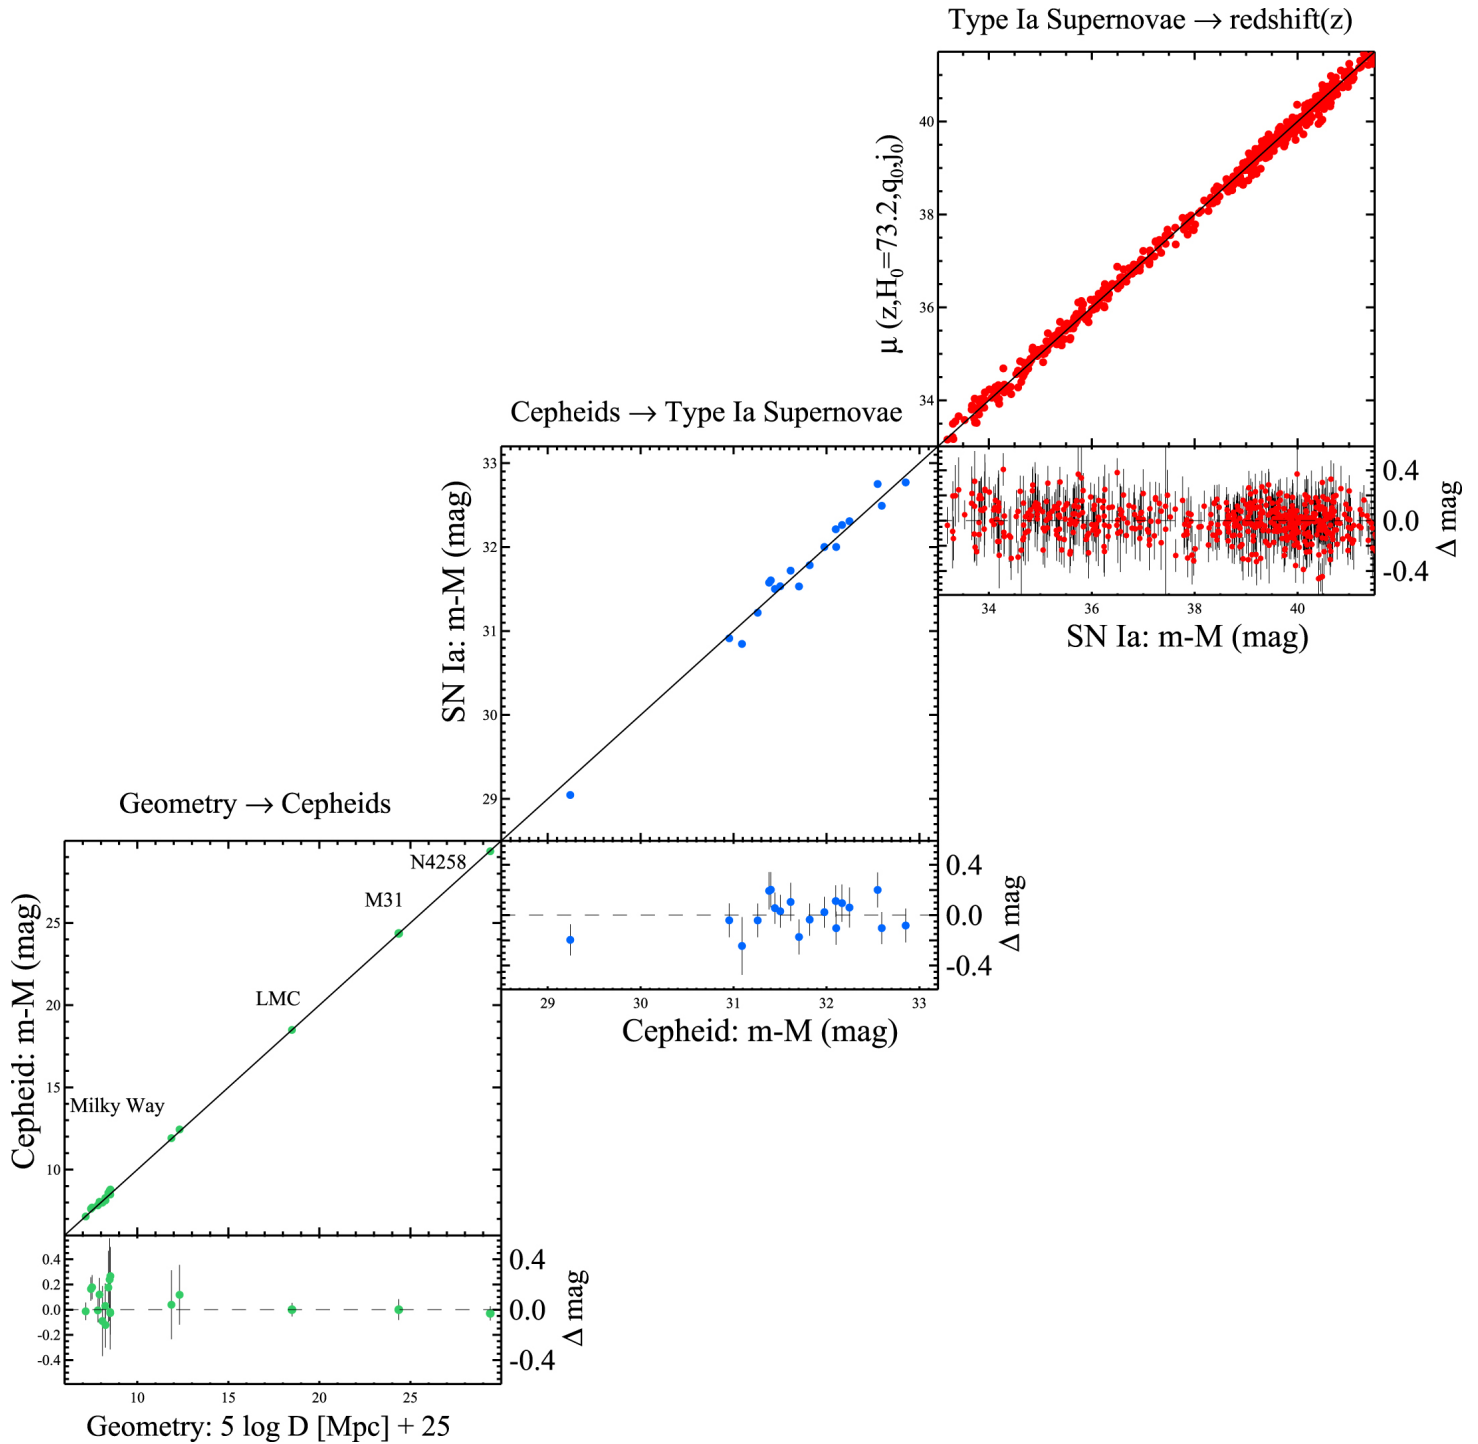 Type Ia Supernovae → redshift(z)
40
38
36
34
μ (z,H₀=73.2,q₀,j₀)
0.4
0.0
-0.4
Δ mag
34 36 38 40
SN Ia: m-M (mag)
Cepheids → Type Ia Supernovae
33
32
31
30
29
SN Ia: m-M (mag)
0.4
0.0
-0.4
Δ mag
29 30 31 32 33
Cepheid: m-M (mag)
Geometry → Cepheids
N4258
M31
LMC
Milky Way
25
20
15
10
Cepheid: m-M (mag)
0.4
0.2
0.0
-0.2
-0.4
0.4
0.0
-0.4
Δ mag
10 15 20 25
Geometry: 5 log D [Mpc] + 25